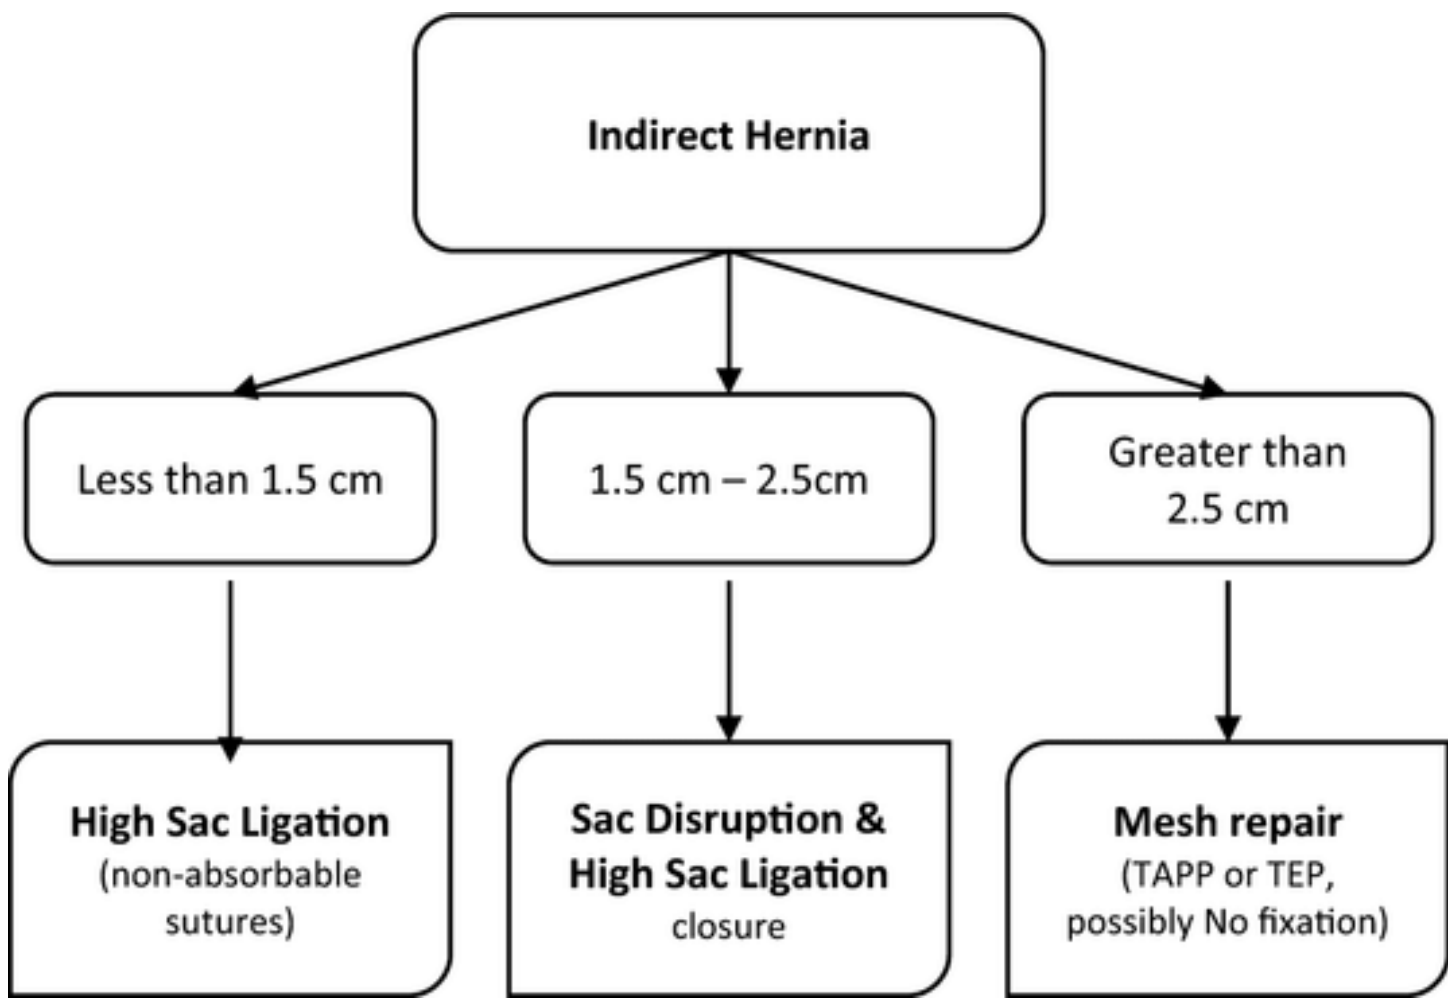 Indirect Hernia
Less than 1.5 cm
1.5 cm – 2.5cm
Greater than
2.5 cm
High Sac Ligation
(non-absorbable
sutures)
Sac Disruption &
High Sac Ligation
closure
Mesh repair
(TAPP or TEP,
possibly No fixation)